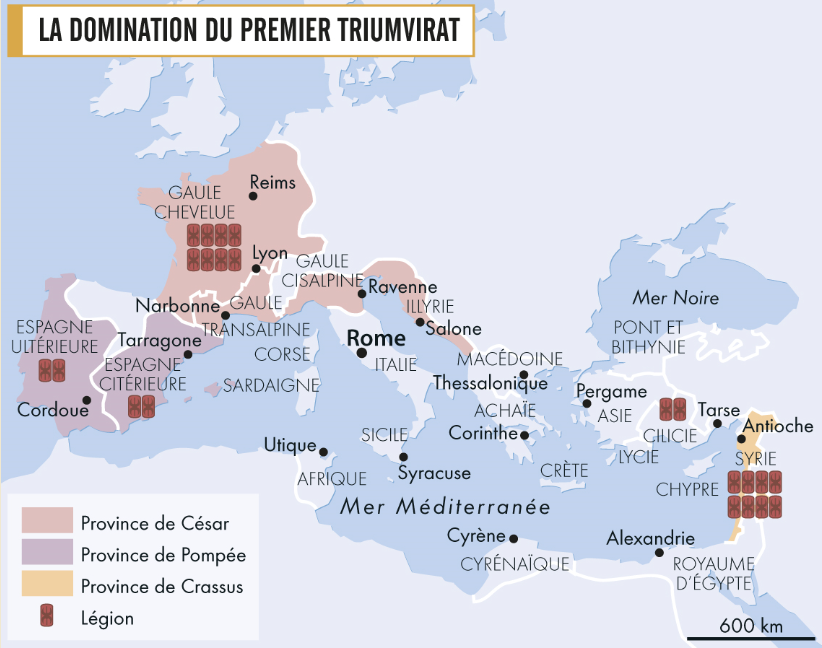 LA DOMINATION DU PREMIER TRIUMVIRAT
Reims
GAULE
CHEVELUE
Lyon
GAULE
CISALPINE
Ravenne
Narbonne
GAULE
TRANSALPINE
ILLYRIE
Salone
Mer Noire
PONT ET
BITHYNIE
ESPAGNE
ULTÉRIEURE
Tarragone
ESPAGNE
CITÉRIEURE
Cordoue
CORSE
SARDAIGNE
Rome
ITALIE
MACÉDOINE
Thessalonique
Pergame
ASIE
ACHAÏE
Corinthe
Tarse
Antioche
CILICIE
LYCIE
SYRIE
Utique
SICILE
AFRIQUE
Syracuse
CRÈTE
CHYPRE
Mer Méditerranée
Cyrène
CYRÉNAÏQUE
Alexandrie
ROYAUME
D'ÉGYPTE
Province de César
Province de Pompée
Province de Crassus
Légion
600 km